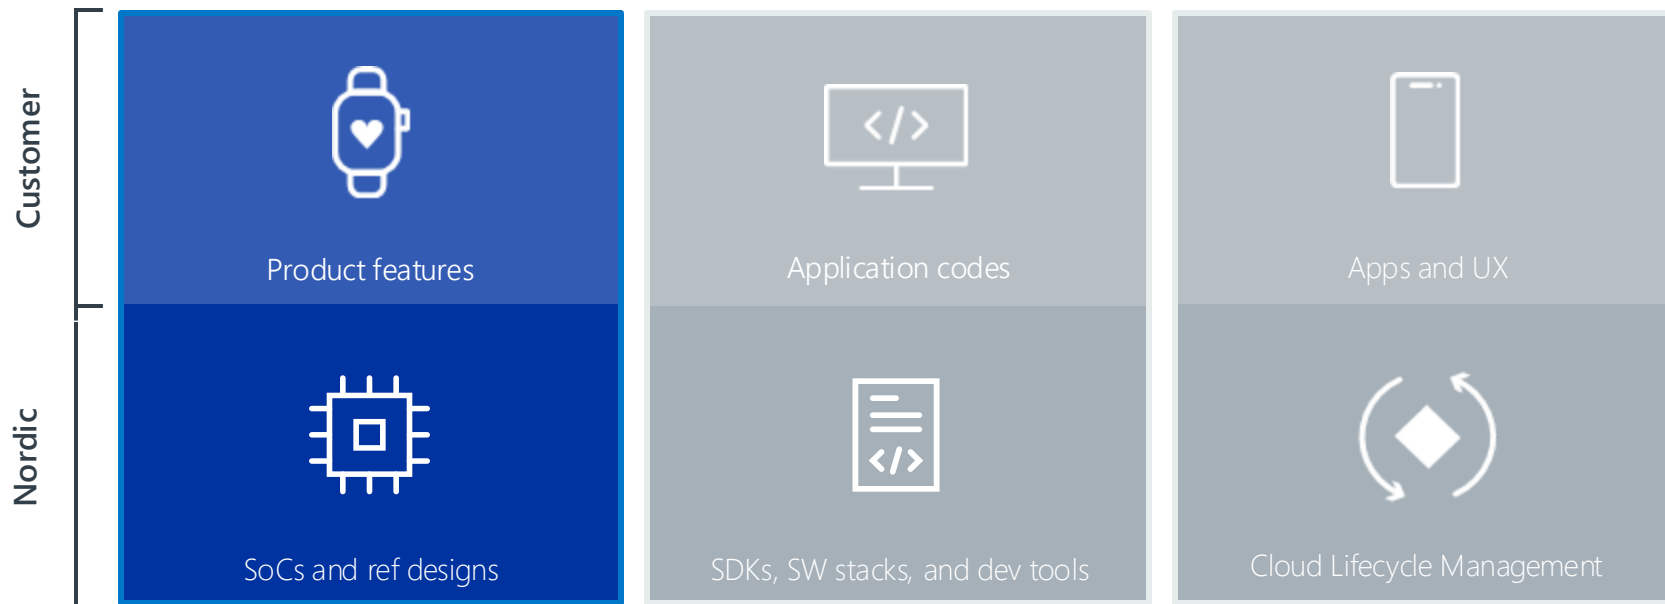 Customer
Product features
Application codes
Apps and UX
Nordic
SoCs and ref designs
SDKs, SW stacks, and dev tools
Cloud Lifecycle Management